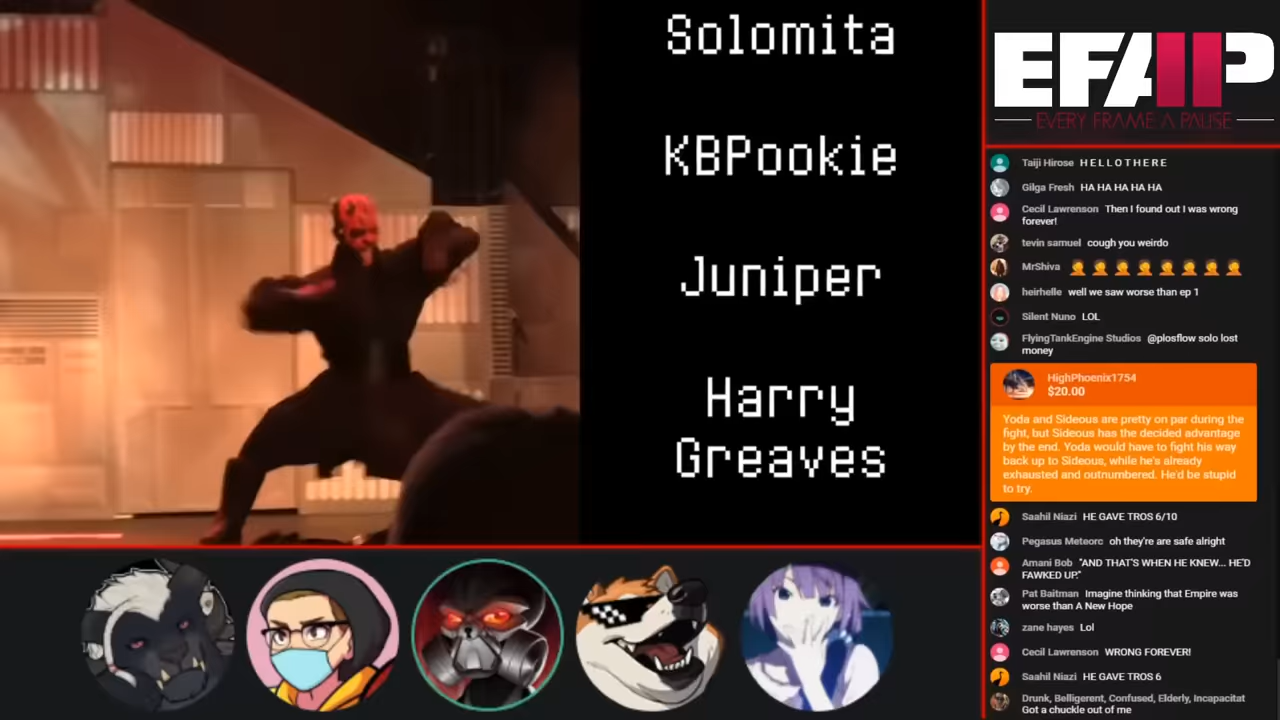 Solomita
KBPookie
Juniper
Harry
Greaves
EFAP
EVERY FRAME A PAUSE
Taiji Hirose H E L L O T H E R E
Gilga Fresh HA HA HA HA HA
Cecil Lawrenson Then I found out I was wrong
forever!
tevin samuel cough you weirdo
MrShiva 🤦🤦🤦🤦🤦🤦🤦🤦
heirhelle well we saw worse than ep 1
Silent Nuno LOL
FlyingTankEngine Studios @plosflow solo lost
money
HighPhoenix1754
$20.00
Yoda and Sideous are pretty on par during the
fight, but Sideous has the decided advantage
by the end. Yoda would have to fight his way
back up to Sideous, while he's already
exhausted and outnumbered. He'd be stupid
to try.
Saahil Niazi HE GAVE TROS 6/10
Pegasus Meteorc oh they're are safe alright
Amani Bob "AND THAT'S WHEN HE KNEW... HE'D
FAWKED UP."
Pat Baitman Imagine thinking that Empire was
worse than A New Hope
zane hayes Lol
Cecil Lawrenson WRONG FOREVER!
Saahil Niazi HE GAVE TROS 6
Drunk, Belligerent, Confused, Elderly, Incapacitat
Got a chuckle out of me